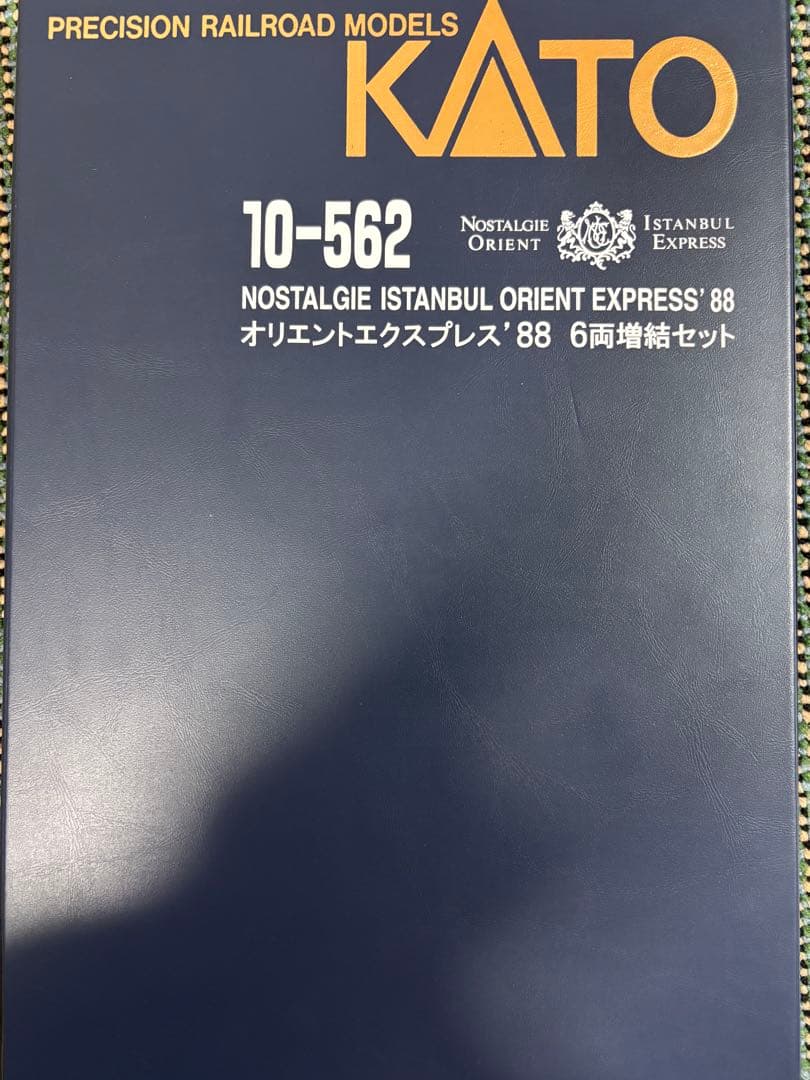 PRECISION RAILROAD MODELS
KATO
10-562
NOSTALGIE ISTANBUL
ORIENT EXPRESS
NOSTALGIE ISTANBUL ORIENT EXPRESS'88
オリエントエクスプレス'88 6両増結セット